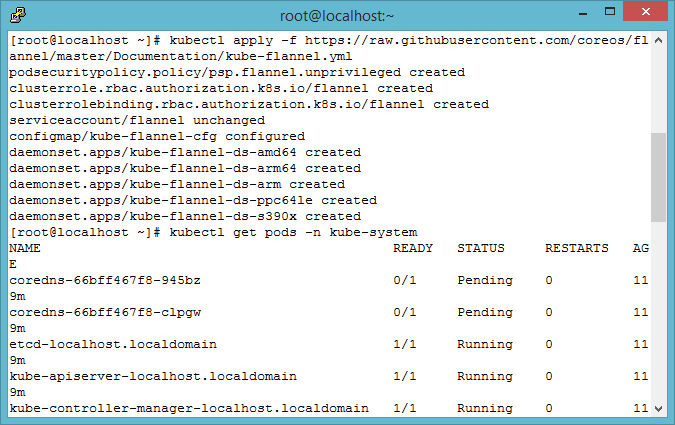 root@localhost:~
[root@localhost ~]# kubectl apply -f https://raw.githubusercontent.com/coreos/fl
annel/master/Documentation/kube-flannel.yml
podsecuritypolicy.policy/psp.flannel.unprivileged created
clusterrole.rbac.authorization.k8s.io/flannel created
clusterrolebinding.rbac.authorization.k8s.io/flannel created
serviceaccount/flannel unchanged
configmap/kube-flannel-cfg configured
daemonset.apps/kube-flannel-ds-amd64 created
daemonset.apps/kube-flannel-ds-arm64 created
daemonset.apps/kube-flannel-ds-arm created
daemonset.apps/kube-flannel-ds-ppc64le created
daemonset.apps/kube-flannel-ds-s390x created
[root@localhost ~]# kubectl get pods -n kube-system
NAME READY STATUS RESTARTS AG
E
coredns-66bff467f8-945bz 0/1 Pending 0 11
9m
coredns-66bff467f8-clpgw 0/1 Pending 0 11
9m
etcd-localhost.localdomain 1/1 Running 0 11
9m
kube-apiserver-localhost.localdomain 1/1 Running 0 11
9m
kube-controller-manager-localhost.localdomain 1/1 Running 0 11